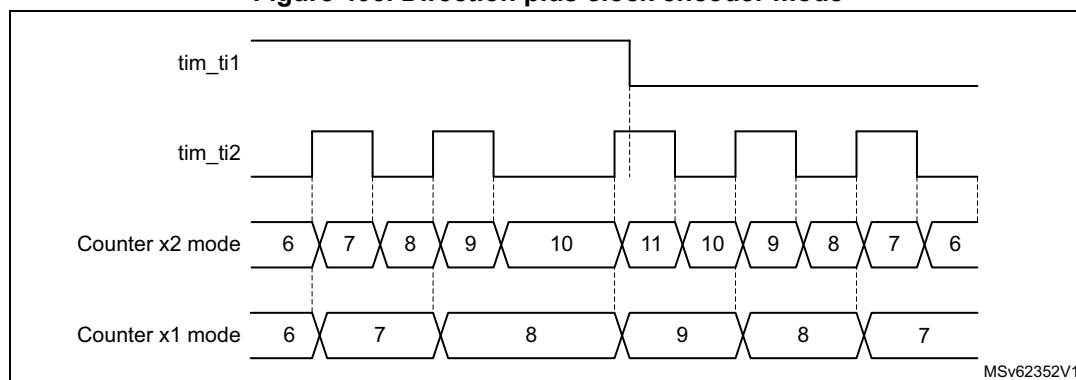 Figure 403. Direction plus clock encoder mode
tim_ti1
tim_ti2
Counter x2 mode 6 7 8 9 10 11 10 9 8 7 6
Counter x1 mode 6 7 8 9 8 7
MSv62352V1